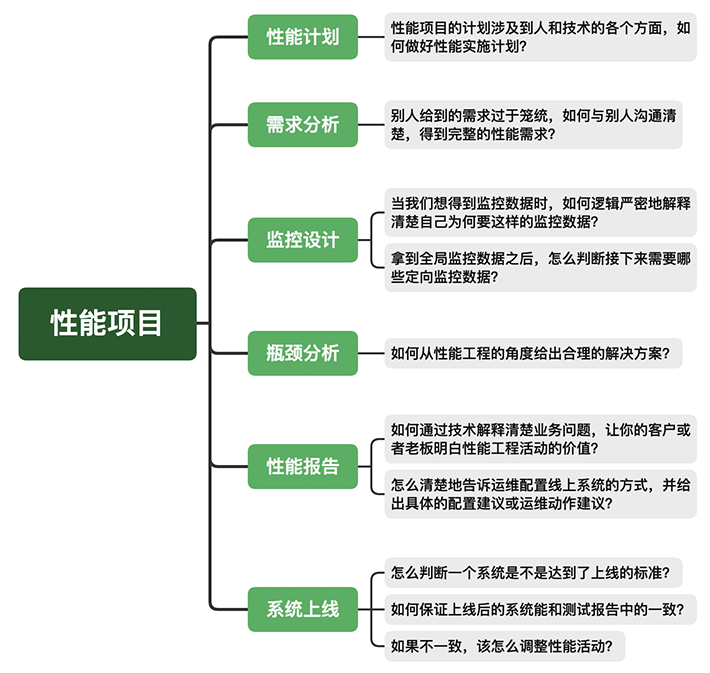 性能项目
性能计划
性能项目的计划涉及到人和技术的各个方面，如
何做好性能实施计划？
需求分析
别人给到的需求过于笼统，如何与别人沟通清
楚，得到完整的性能需求？
监控设计
当我们想得到监控数据时，如何逻辑严密地解释
清楚自己为何要这样的监控数据？
拿到全局监控数据之后，怎么判断接下来需要哪
些定向监控数据？
瓶颈分析
如何从性能工程的角度给出合理的解决方案？
性能报告
如何通过技术解释清楚业务问题，让你的客户或
者老板明白性能工程活动的价值？
怎么清楚地告诉运维配置线上系统的方式，并给
出具体的配置建议或运维动作建议？
系统上线
怎么判断一个系统是不是达到了上线的标准？
如何保证上线后的系统能和测试报告中的一致？
如果不一致，该怎么调整性能活动？